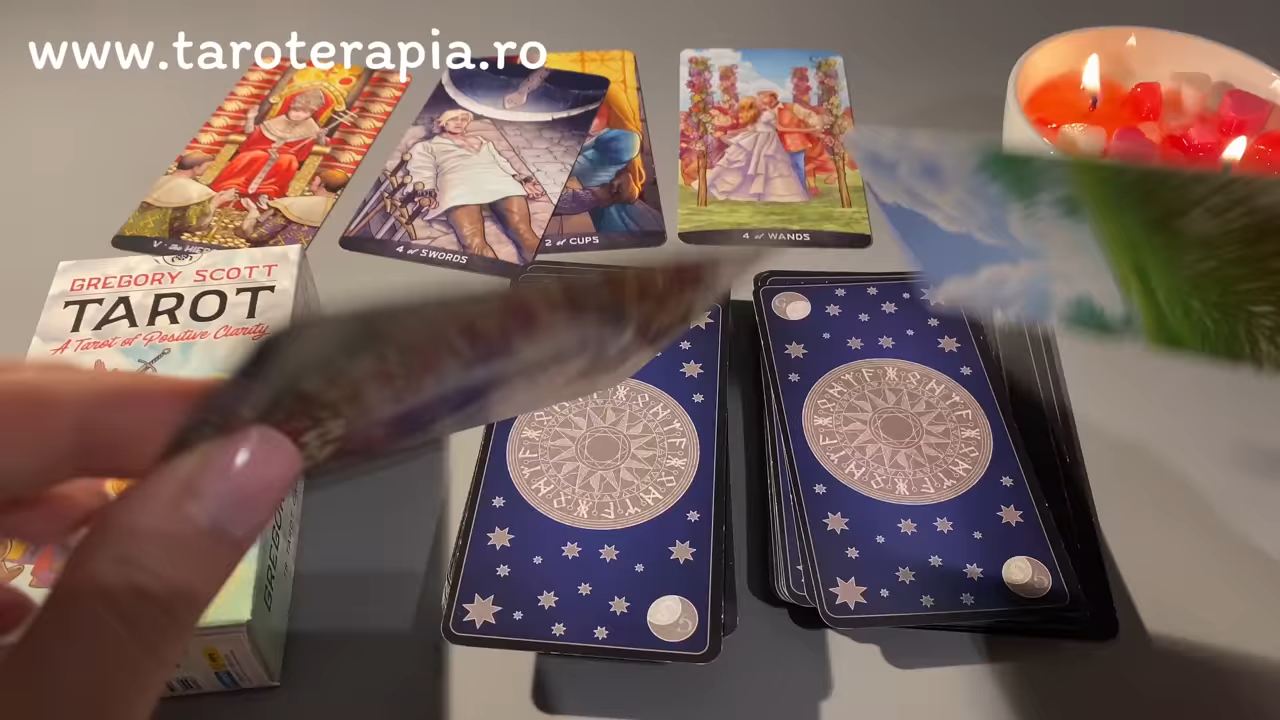 www.taroterapia.ro
4 of SWORDS
2 of CUPS
4 of WANDS
GREGORY SCOTT
TAROT
A Tarot of Positive Clarity